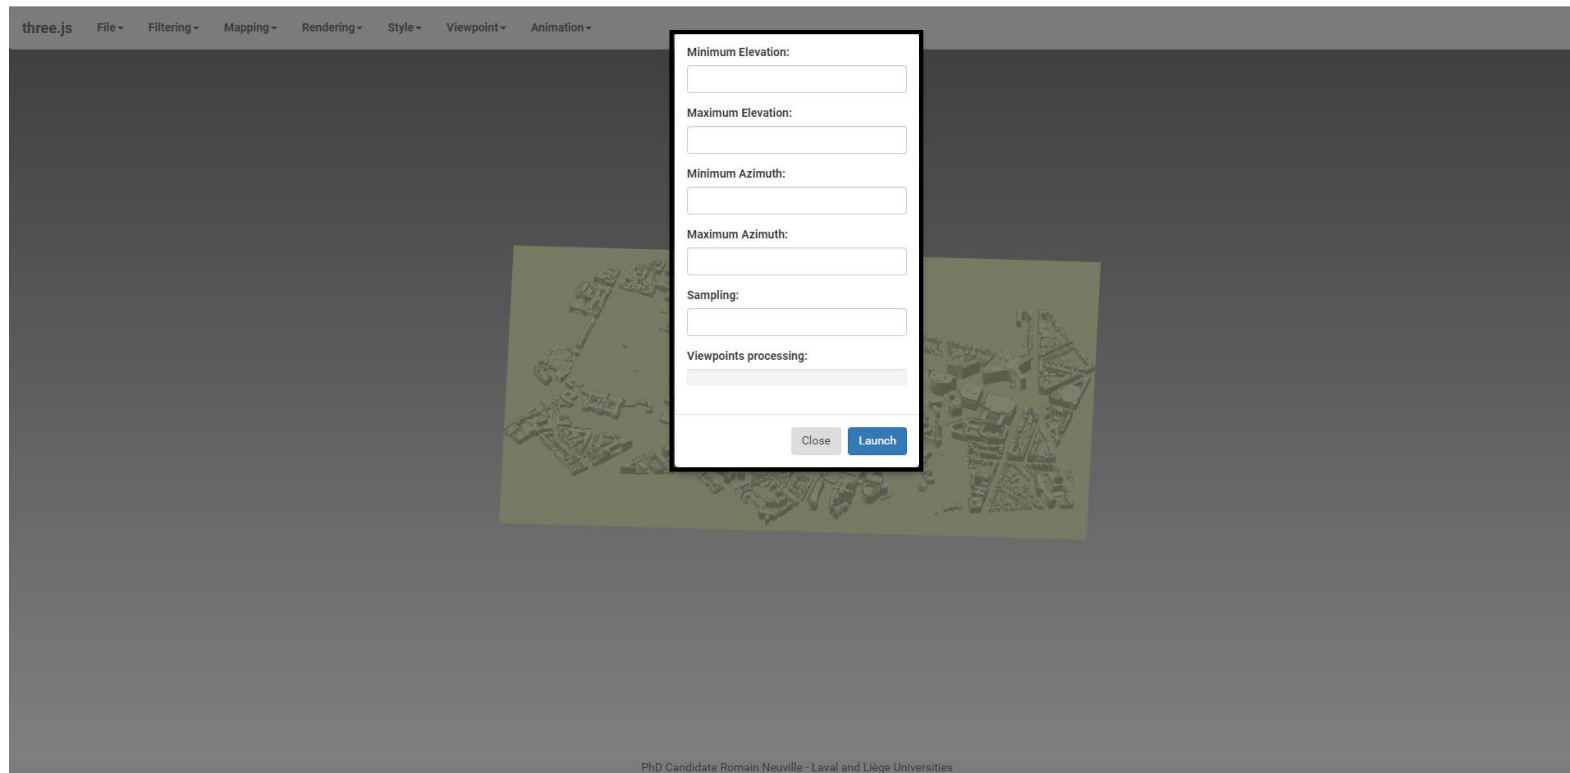 three.js File Filtering Mapping Rendering Style Viewpoint Animation
Minimum Elevation:
Maximum Elevation:
Minimum Azimuth:
Maximum Azimuth:
Sampling:
Viewpoints processing:
Close Launch
PhD Candidate Romain Neuville - Laval and Liège Universities